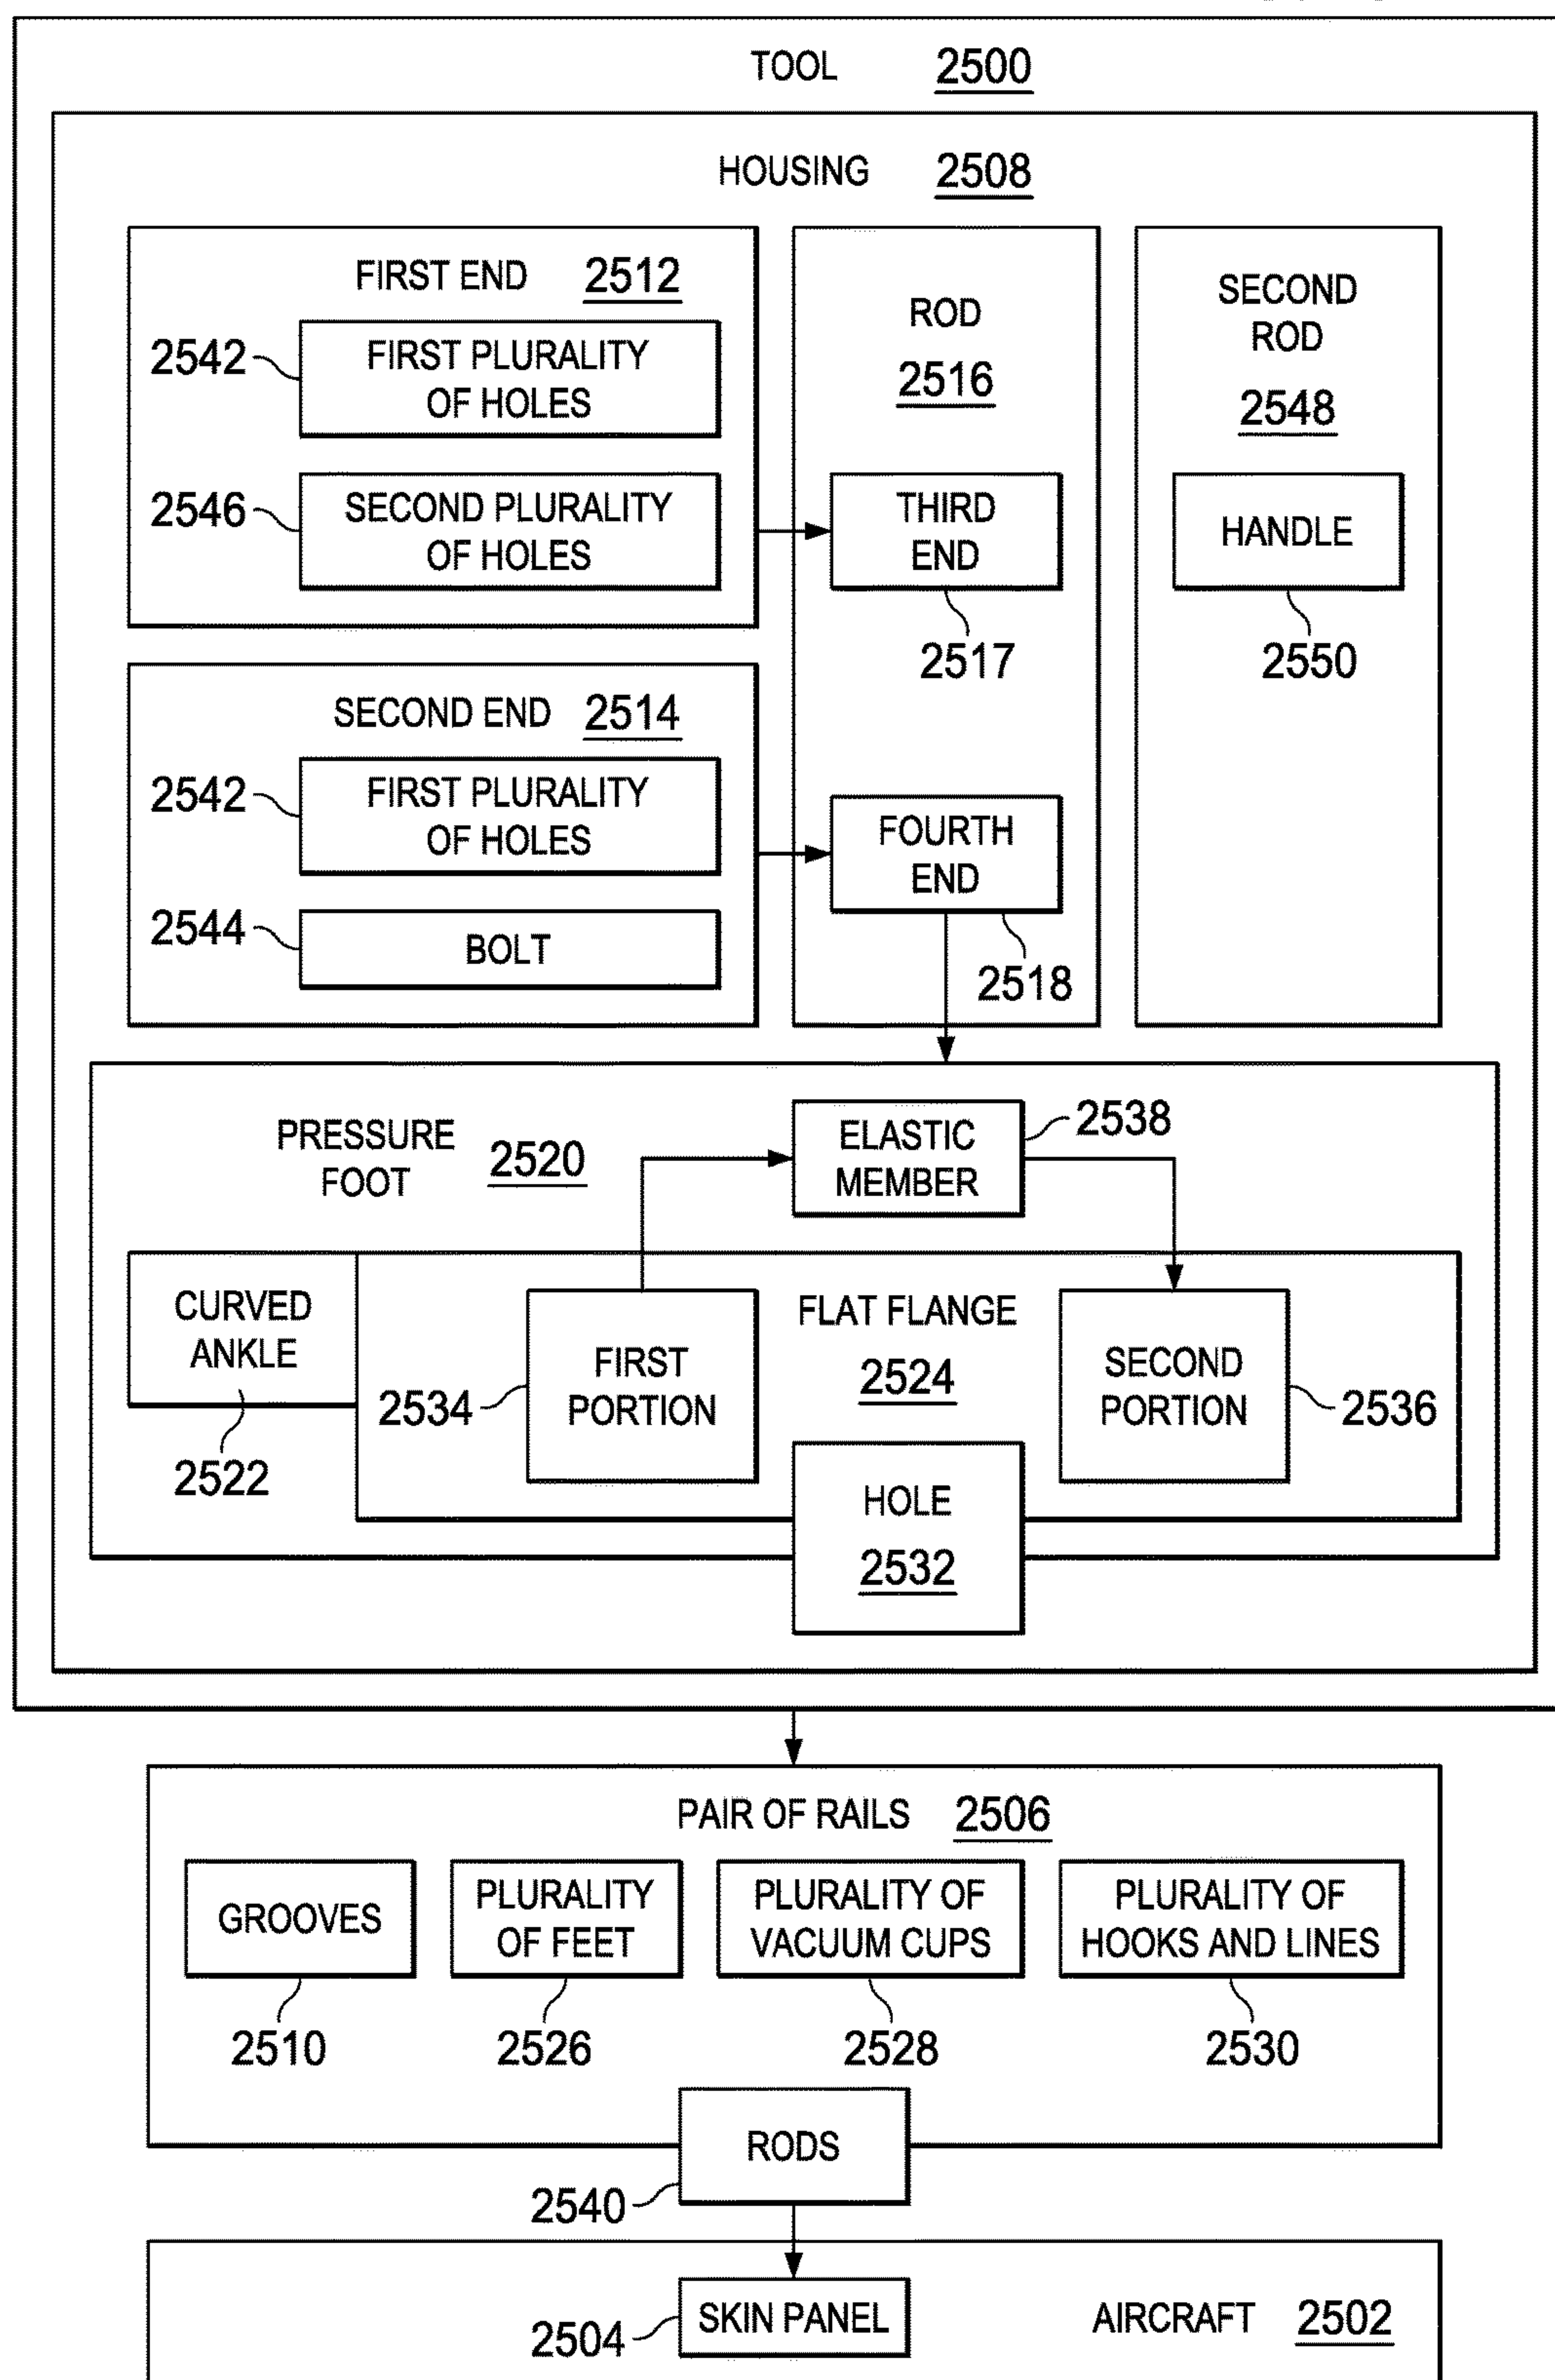 TOOL 2500
HOUSING 2508
FIRST END 2512
2542
FIRST PLURALITY
OF HOLES
2546
SECOND PLURALITY
OF HOLES
ROD
2516
THIRD
END
2517
SECOND
ROD
2548
HANDLE
2550
SECOND END 2514
2542
FIRST PLURALITY
OF HOLES
2544
BOLT
FOURTH
END
2518
PRESSURE
FOOT
2520
ELASTIC
MEMBER
2538
CURVED
ANKLE
2522
2534
FIRST
PORTION
FLAT FLANGE
2524
SECOND
PORTION
2536
HOLE
2532
PAIR OF RAILS 2506
GROOVES
2510
PLURALITY
OF FEET
2526
PLURALITY OF
VACUUM CUPS
2528
PLURALITY OF
HOOKS AND LINES
2530
RODS
2540
2504
SKIN PANEL
AIRCRAFT 2502